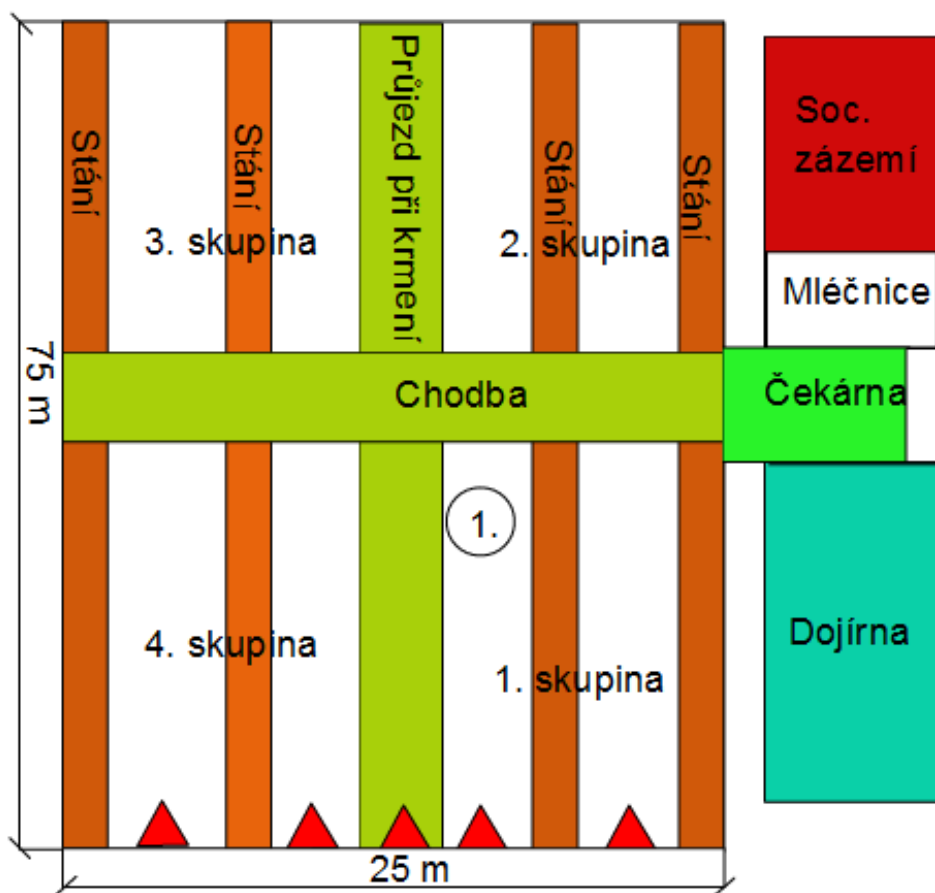 Stání
Stání
Průjezd při krmení
Stání
Stání
Soc.
zázemí
3. skupina
2. skupina
Mléčnice
75 m
Chodba
Čekárna
1.
4. skupina
1. skupina
Dojírna
25 m